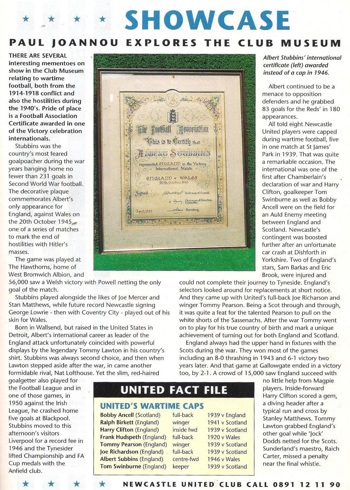 SHOWCASE
PAUL JOANNOU EXPLORES THE CLUB MUSEUM
THERE ARE SEVERAL
interesting mementoes on
show in the Club Museum
relating to wartime
football, both from the
1914-1918 conflict and
also the hostilities during
the 1940's. Pride of place
is a Football Association
Certificate awarded in one
of the Victory celebration
internationals.
Stubbins was the
country's most feared
goalpoacher during the war
years banging home no
fewer than 231 goals in
Second World War football.
The decorative plaque
commemorates Albert's
only appearance for
England, against Wales on
the 20th October 1945,
one of a series of matches
to mark the end of
hostilities with Hitler's
masses.
The game was played at
The Hawthorns, home of
West Bromwich Albion, and
56,000 saw a Welsh victory with Powell netting the only
goal of the match.
Stubbins played alongside the likes of Joe Mercer and
Stan Matthews, while future record Newcastle signing
George Lowrie - then with Coventry City - played out of his
skin for Wales.
Born in Wallsend, but raised in the United States in
Detroit, Albert's international career as leader of the
England attack unfortunately coincided with powerful
displays by the legendary Tommy Lawton in his country's
shirt. Stubbins was always second choice, and then when
Lawton stepped aside after the war, in came another
formidable rival, Nat Lofthouse. Yet the slim, red-haired
goalgetter also played for
the Football League and in
one of those games, in
1950 against the Irish
League, he crashed home
five goals at Blackpool.
Stubbins moved to that
afternoon's visitors
Liverpool for a record fee in
1946 and the Tynesider
lifted Championship and FA
Cup medals with the
Anfield club.
The Football Association
This is to Certify that
Albert Stubbins
represented ENGLAND in the Victory
International Match
ENGLAND v WALES
Albert Stubbins' international
certificate (left) awarded
instead of a cap in 1946.
Albert continued to be a
menace to opposition
defenders and he grabbed
83 goals for the Reds' in 180
appearances.
All told eight Newcastle
United players were capped
during wartime football, five
in one match at St James'
Park in 1939. That was quite
a remarkable occasion. The
international was one of the
first after Chamberlain's
declaration of war and Harry
Clifton, goalkeeper Tom
Swinburne as well as Bobby
Ancell were on the field for
an Auld Enemy meeting
between England and
Scotland. Newcastle's
contingent was boosted
further after an unfortunate
car crash at Dishforth in
Yorkshire. Two of England's
stars, Sam Barkas and Eric
Brook, were injured and
could not complete their journey to Tyneside. England's
selectors looked around for replacements at short notice.
And they came up with United's full-back Joe Richardson and
winger Tommy Pearson. Being a Scot through and through,
it was quite a feat for the talented Pearson to pull on the
white shorts of the Sassenachs. After the war Tommy went
on to play for his true country of birth and mark a unique
achievement of turning out for both England and Scotland.
England always had the upper hand in fixtures with the
Scots during the war. They won most of the games
including an 8-0 thrashing in 1943 and 6-1 victory two
years later. And that game at Gallowgate ended in a victory
too, by 2-1. A crowd of 15,000 saw England succeed with
no little help from Magpie
players. Inside-forward
Harry Clifton scored a gem,
a diving header after a
typical run and cross by
Stanley Matthews, Tommy
Lawton grabbed England's
other goal while 'Jock'
Dodds netted for the Scots.
Sunderland's maestro, Raich
Carter, missed a penalty
near the final whistle.
UNITED FACT FILE
UNITED'S WARTIME CAPS
Bobby Ancell (Scotland) full-back 1939 v England
Ralph Birkett (England) winger 1941 v Scotland
Harry Clifton (England) inside fwd 1939 v Scotland
Frank Hudspeth (England) full-back 1920 v Wales
Tommy Pearson (England) winger 1939 v Scotland
Joe Richardson (England) full-back 1939 v Scotland
Albert Stubbins (England) centre-fwd 1946 v Wales
Tom Swinburne (England) keeper 1939 v Scotland
NEWCASTLE UNITED CLUB CALL 0891 12 11 90